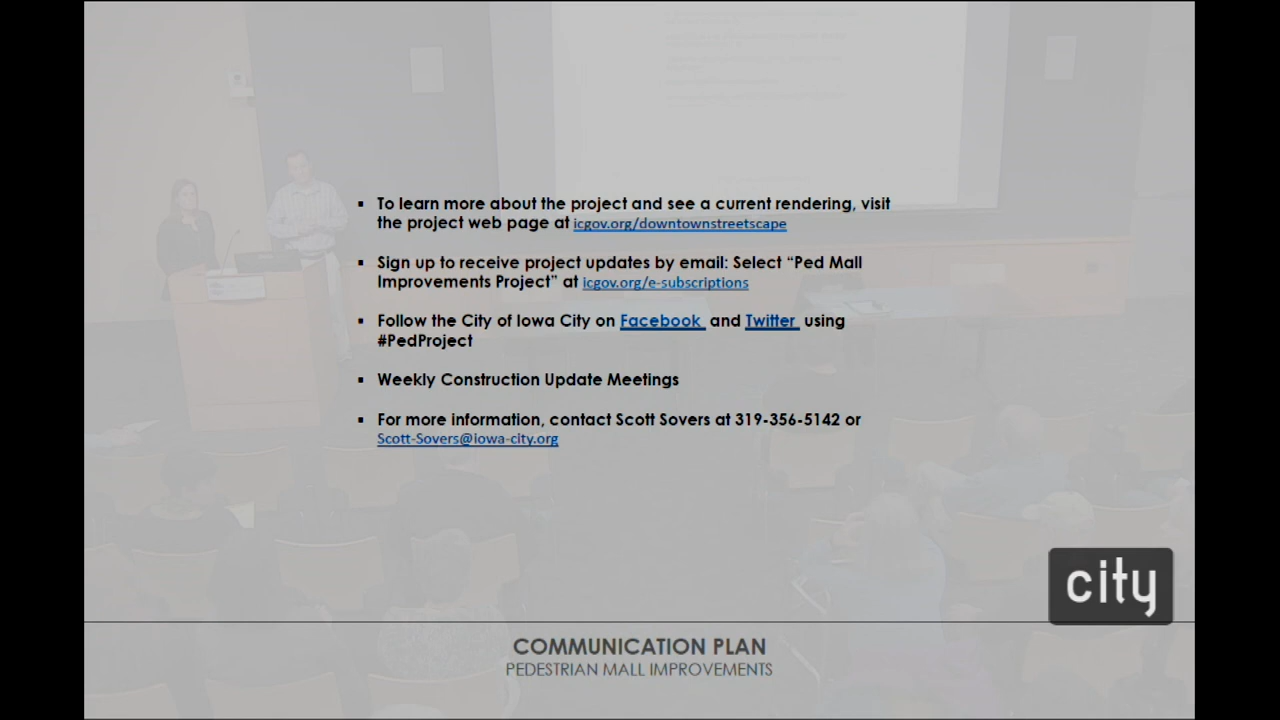 ▪ To learn more about the project and see a current rendering, visit
the project web page at icgov.org/downtownstreetscape
▪ Sign up to receive project updates by email: Select “Ped Mall
Improvements Project” at icgov.org/e-subscriptions
▪ Follow the City of Iowa City on Facebook and Twitter using
#PedProject
▪ Weekly Construction Update Meetings
▪ For more information, contact Scott Sovers at 319-356-5142 or
Scott-Sovers@iowa-city.org
city
COMMUNICATION PLAN
PEDESTRIAN MALL IMPROVEMENTS